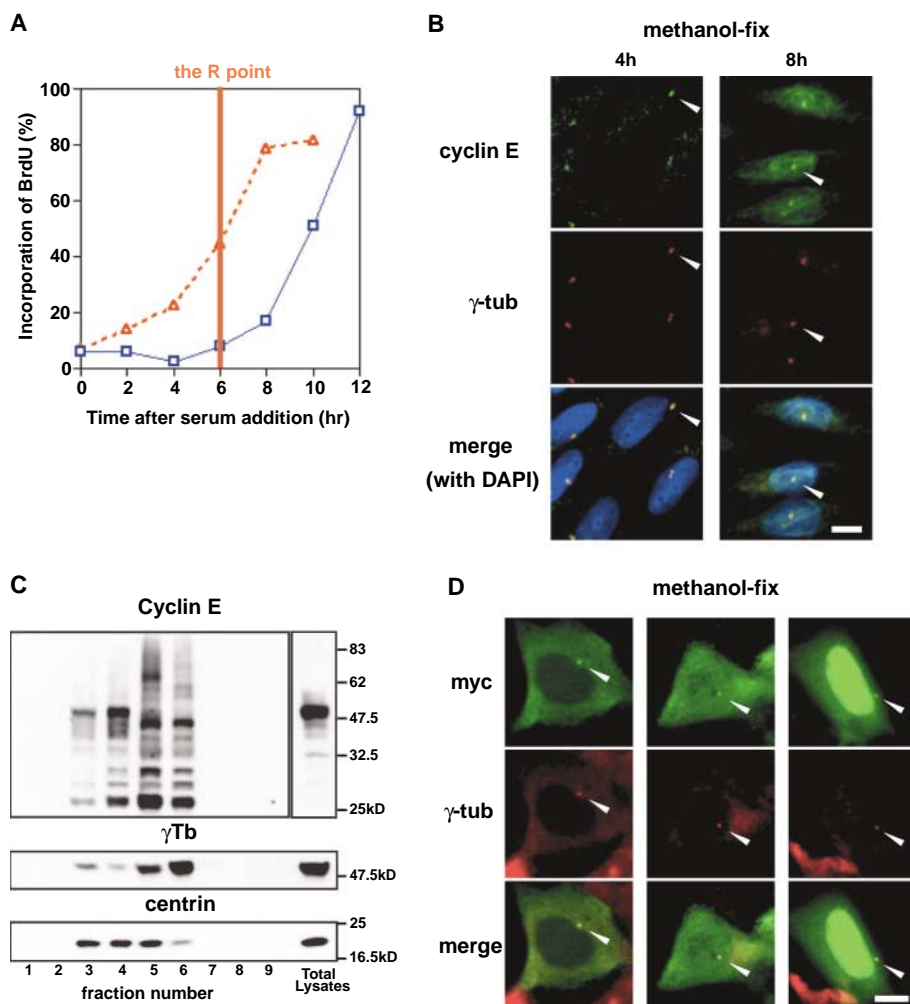 A
the R point
Incorporation of BrdU (%)
100
80
60
40
20
0
0 2 4 6 8 10 12
Time after serum addition (hr)
B
methanol-fix
4h 8h
cyclin E
γ-tub
merge
(with DAPI)
C
Cyclin E
83
62
47.5
32.5
25kD
γTb
47.5kD
centrin
25
16.5kD
1 2 3 4 5 6 7 8 9 Total
Lysates
fraction number
D
methanol-fix
myc
γ-tub
merge